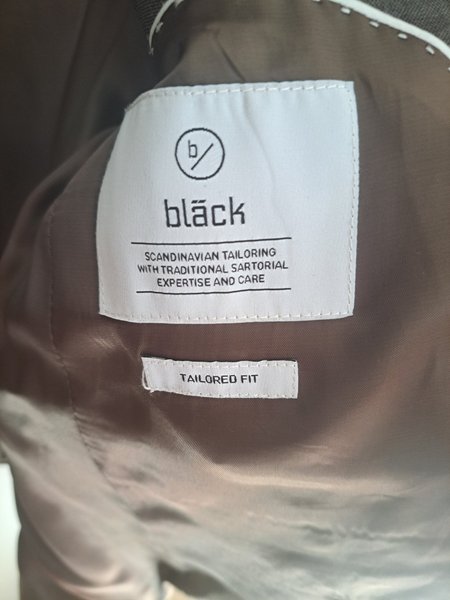 b/
bläck
SCANDINAVIAN TAILORING
WITH TRADITIONAL SARTORIAL
EXPERTISE AND CARE
TAILORED FIT